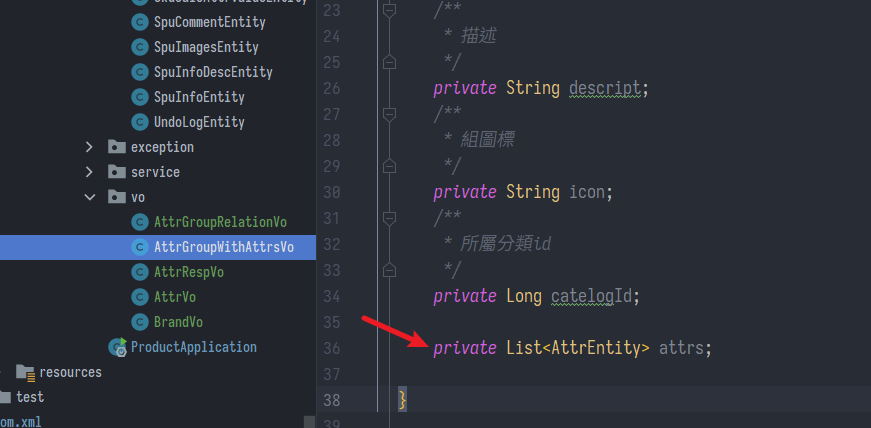 SpuCommentEntity
SpuImagesEntity
SpuInfoDescEntity
SpuInfoEntity
UndoLogEntity
exception
service
vo
AttrGroupRelationVo
AttrGroupWithAttrsVo
AttrRespVo
AttrVo
BrandVo
ProductApplication
resources
test
om.xml
23 /**
24 * 描述
25 */
26 private String descript;
27 /**
28 * 組圖標
29 */
30 private String icon;
31 /**
32 * 所屬分類id
33 */
34 private Long catelogId;
35
36 private List<AttrEntity> attrs;
37
38 }
39